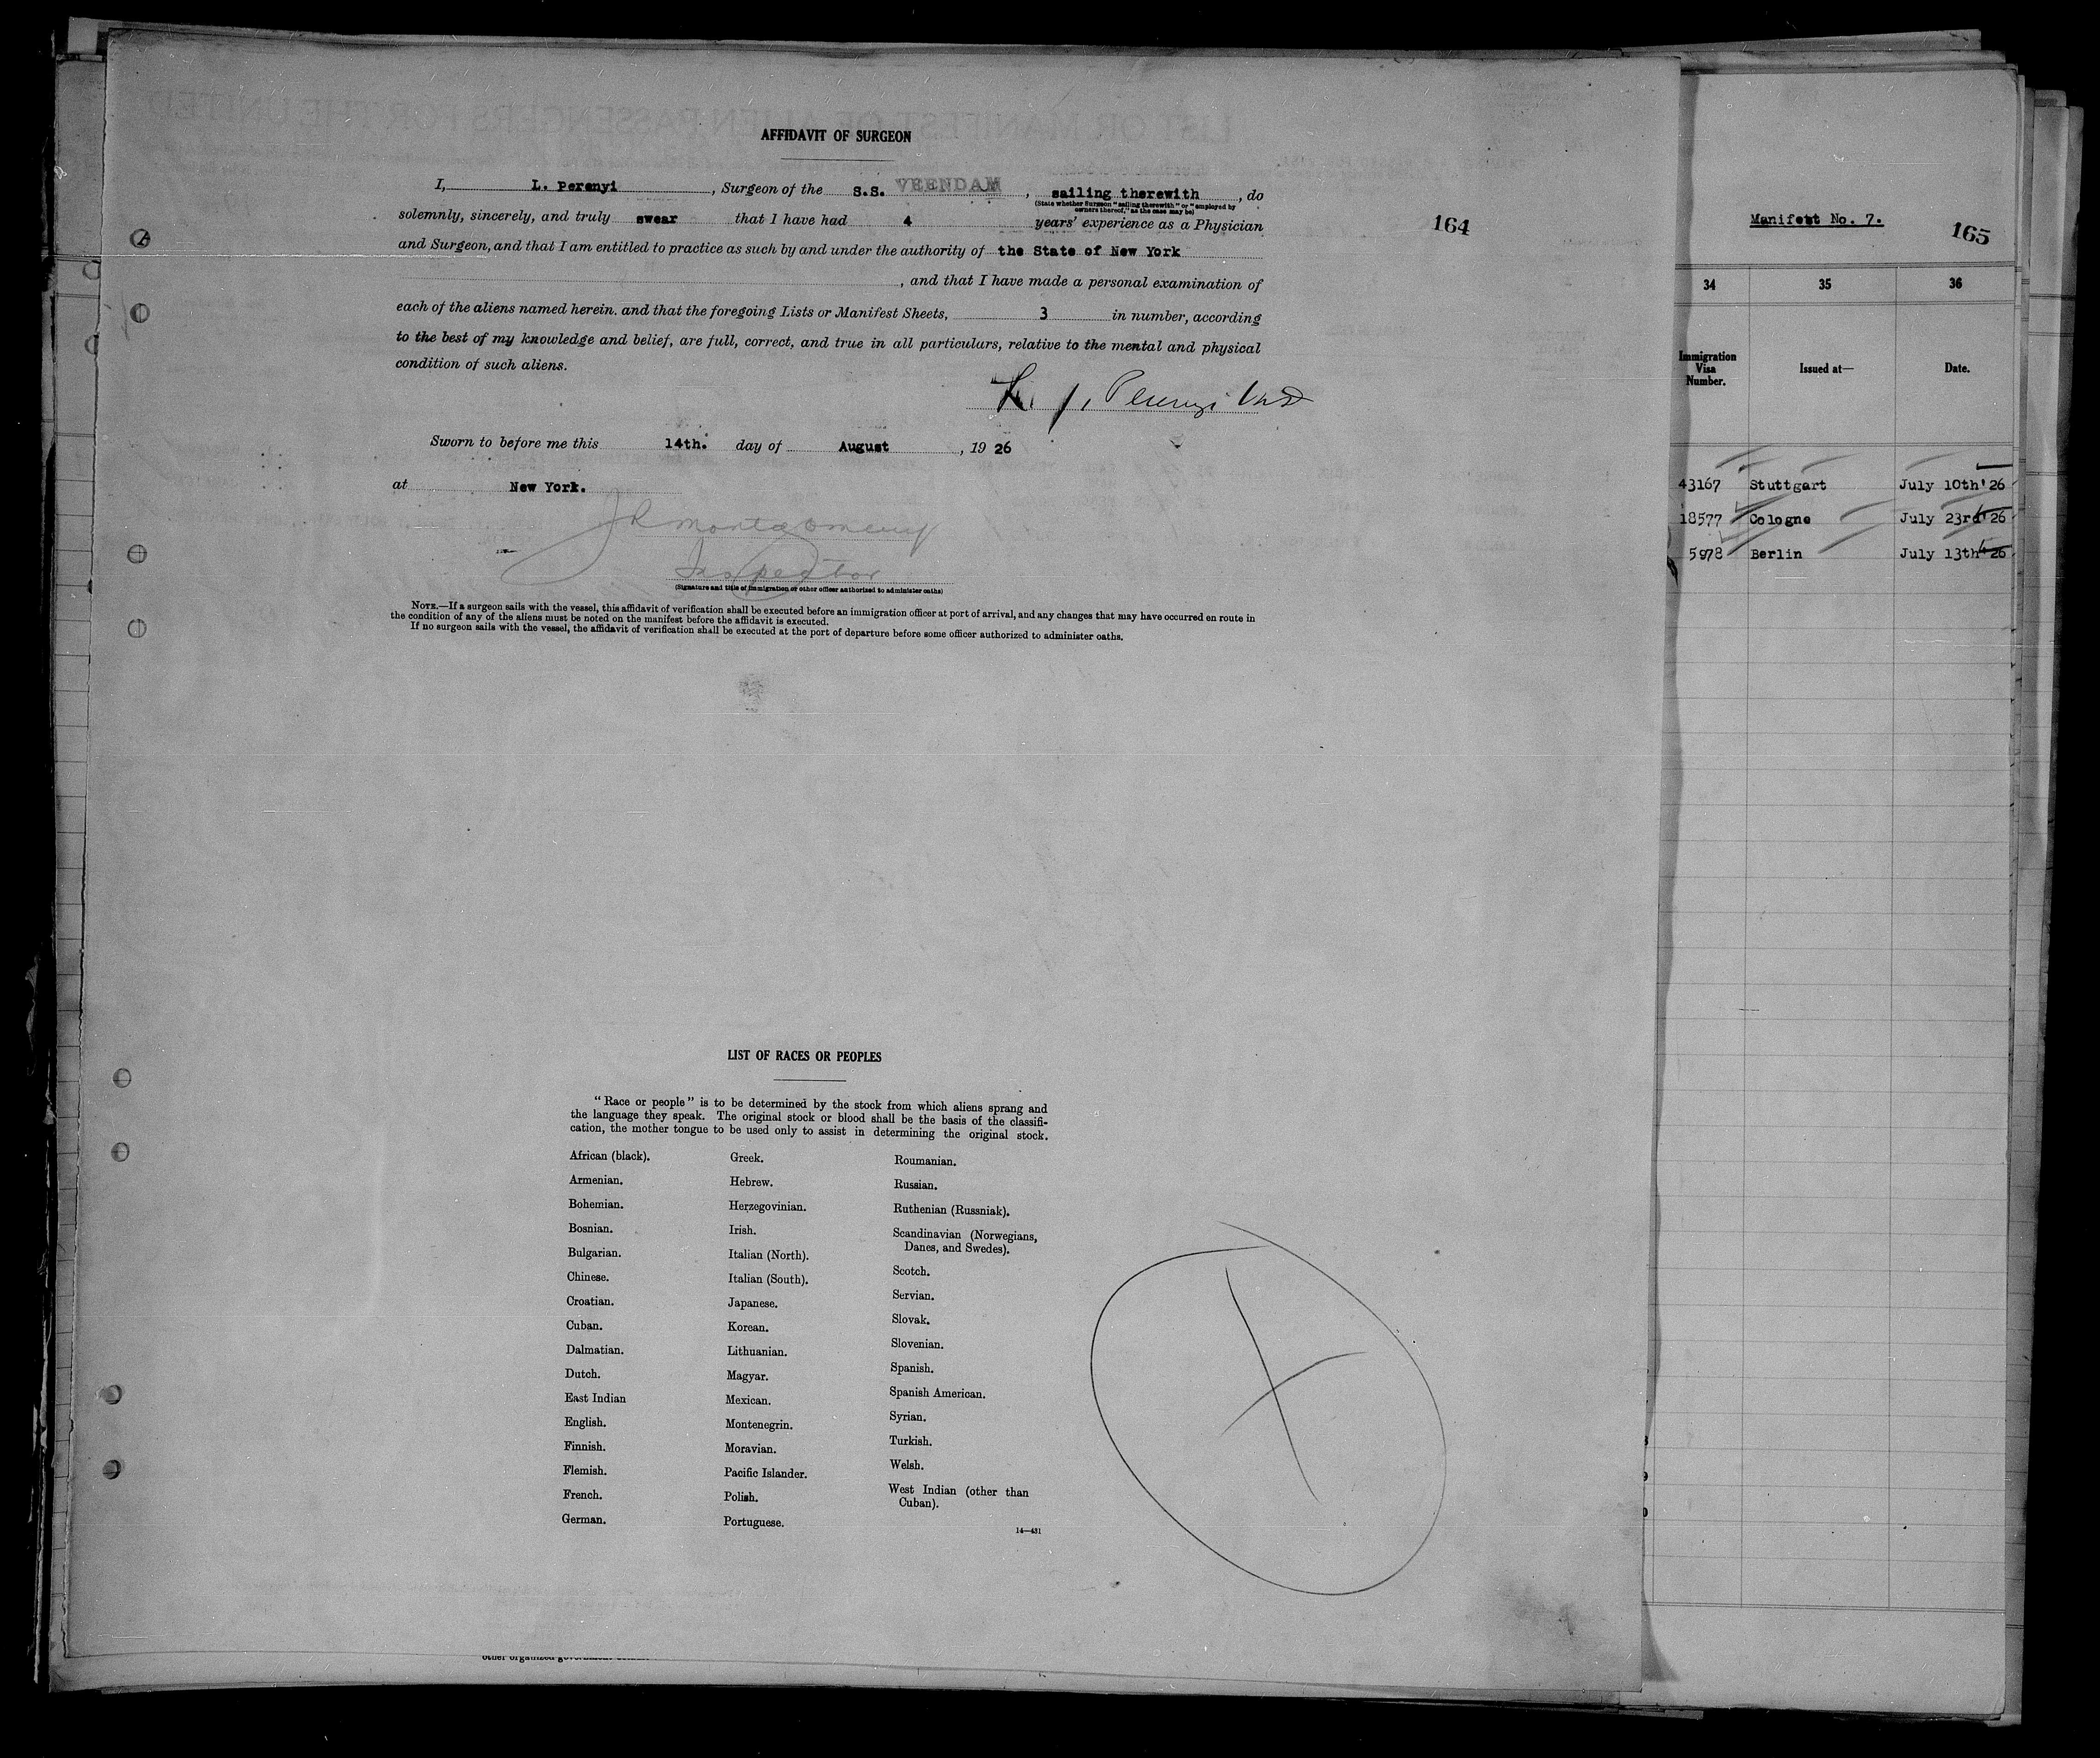 AFFIDAVIT OF SURGEON
I, L. Perenyi, Surgeon of the S.S. VEENDAM, sailing therewith, do
(State whether Surgeon "sailing therewith" or "employed by
owners thereof," as the case may be)
solemnly, sincerely, and truly swear that I have had 4 years' experience as a Physician
and Surgeon, and that I am entitled to practice as such by and under the authority of the State of New York
, and that I have made a personal examination of
each of the aliens named herein. and that the foregoing Lists or Manifest Sheets, 3 in number, according
to the best of my knowledge and belief, are full, correct, and true in all particulars, relative to the mental and physical
condition of such aliens.
Perenyi
Sworn to before me this 14th. day of August, 19 26
at New York.
J R Montgomery
Inspector
(Signature and title of immigration or other officer authorized to administer oaths)
NOTE.—If a surgeon sails with the vessel, this affidavit of verification shall be executed before an immigration officer at port of arrival, and any changes that may have occurred en route in
the condition of any of the aliens must be noted on the manifest before the affidavit is executed.
If no surgeon sails with the vessel, the affidavit of verification shall be executed at the port of departure before some officer authorized to administer oaths.
LIST OF RACES OR PEOPLES
"Race or people" is to be determined by the stock from which aliens sprang and
the language they speak. The original stock or blood shall be the basis of the classifi-
cation, the mother tongue to be used only to assist in determining the original stock.
African (black).
Armenian.
Bohemian.
Bosnian.
Bulgarian.
Chinese.
Croatian.
Cuban.
Dalmatian.
Dutch.
East Indian
English.
Finnish.
Flemish.
French.
German.
Greek.
Hebrew.
Herzegovinian.
Irish.
Italian (North).
Italian (South).
Japanese.
Korean.
Lithuanian.
Magyar.
Mexican.
Montenegrin.
Moravian.
Pacific Islander.
Polish.
Portuguese.
Roumanian.
Russian.
Ruthenian (Russniak).
Scandinavian (Norwegians,
Danes, and Swedes).
Scotch.
Servian.
Slovak.
Slovenian.
Spanish.
Spanish American.
Syrian.
Turkish.
Welsh.
West Indian (other than
Cuban).
14—431
164
Manifest No. 7.
165
34 35 36
Immigration
Visa
Number.
Issued at—
Date.
43167 Stuttgart July 10th' 26
18577 Cologne July 23rd' 26
5978 Berlin July 13th' 26